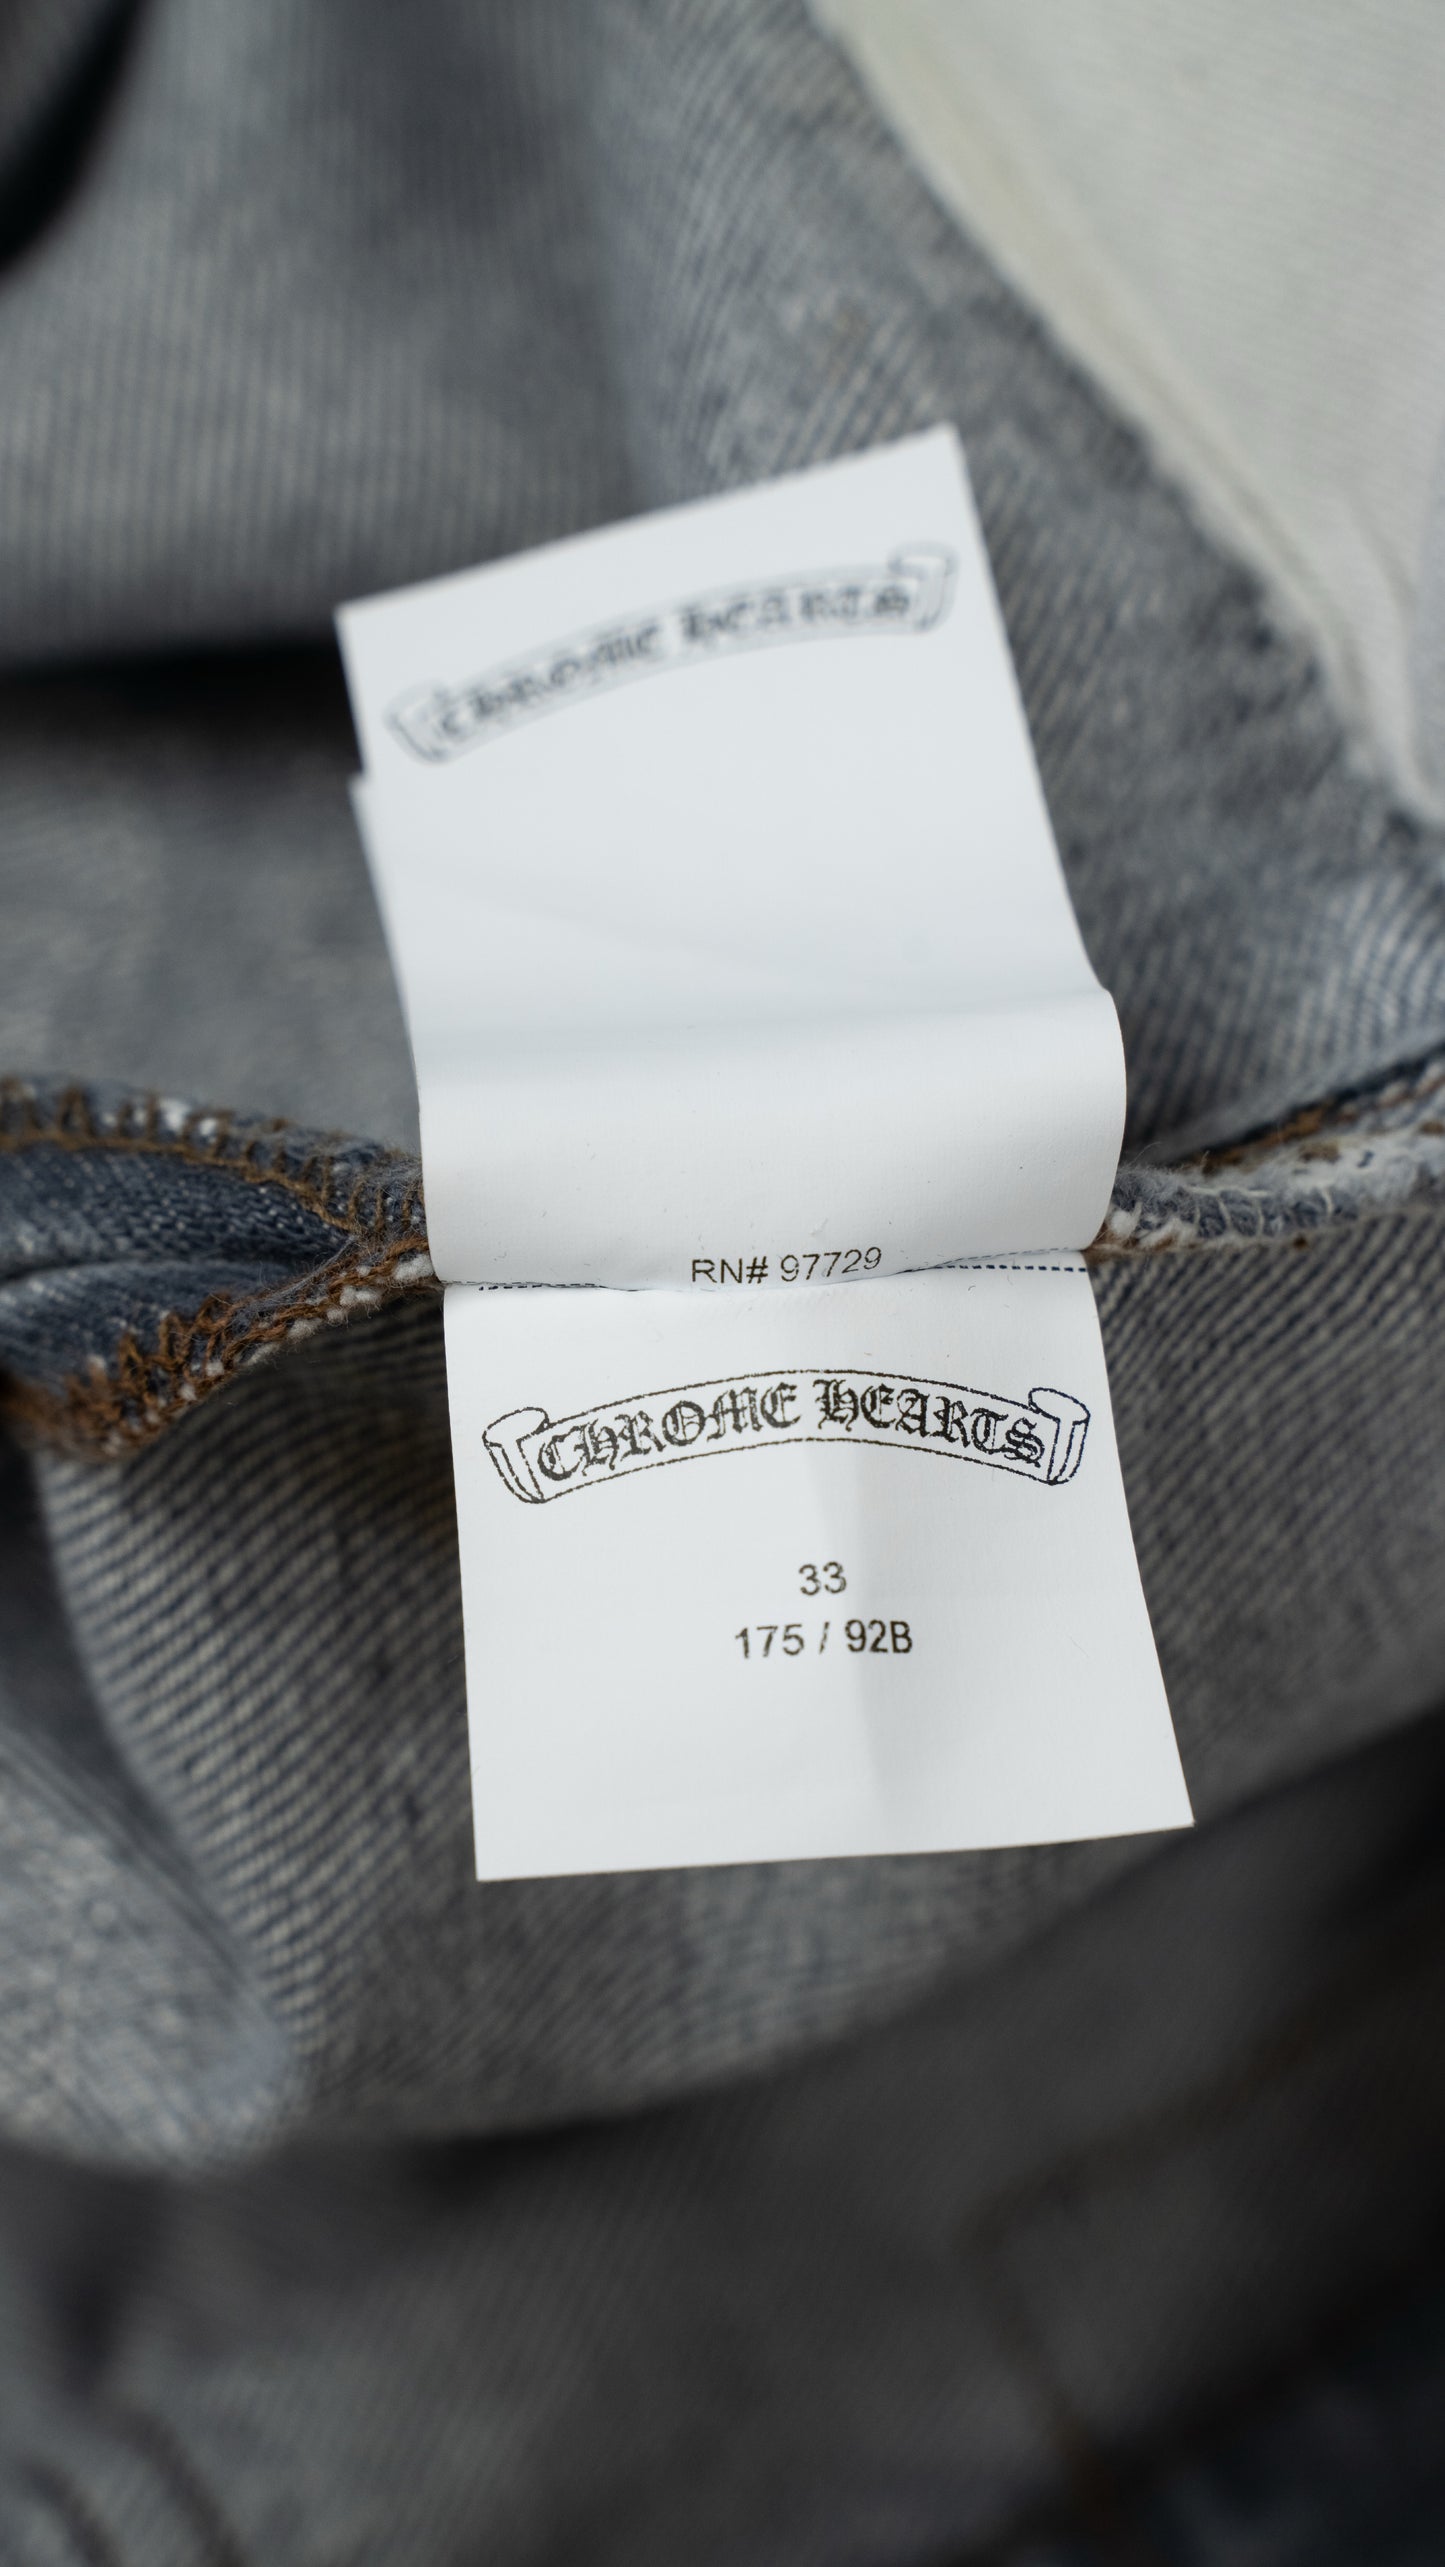 CHROME HEARTS
RN# 97729
CHROME HEARTS
33
175 / 92B